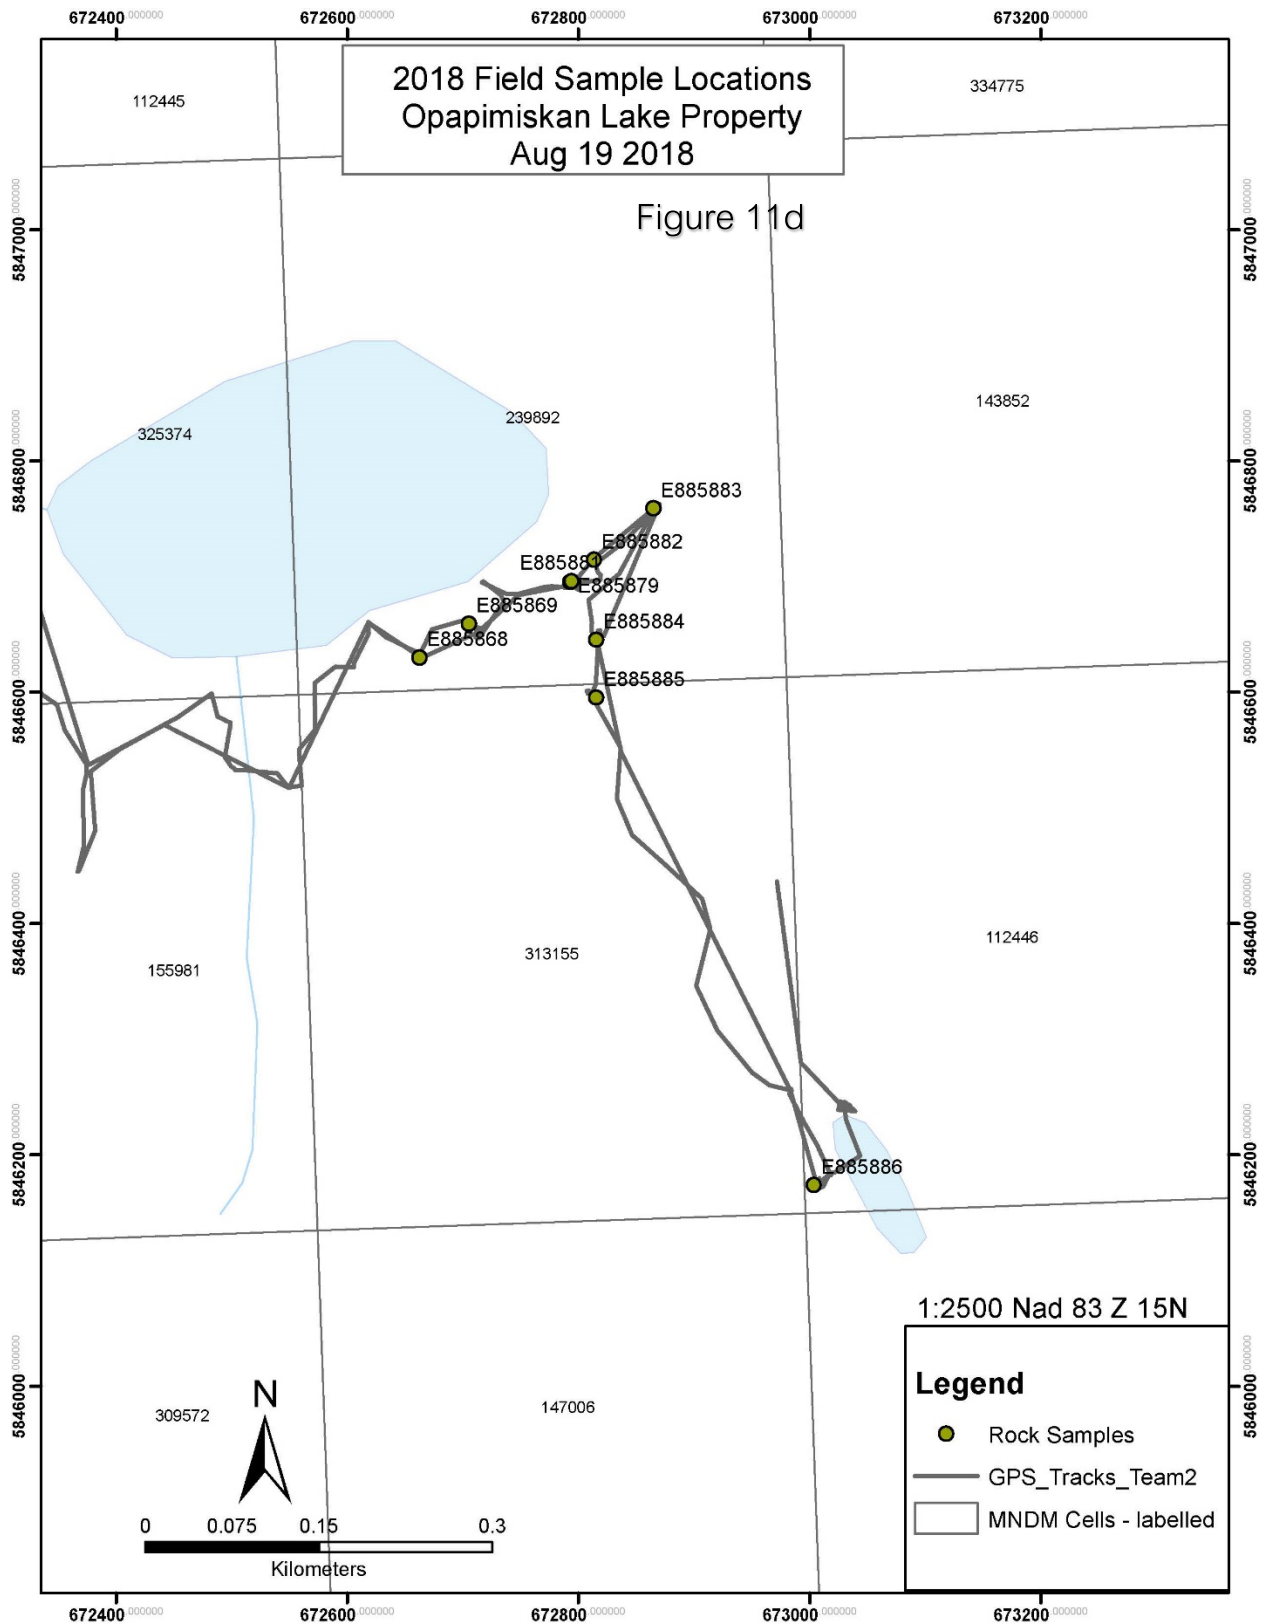 672400.000000 672600.000000 672800.000000 673000.000000 673200.000000
2018 Field Sample Locations
Opapimiskan Lake Property
Aug 19 2018
Figure 11d
112445
334775
5847000.000000
5847000.000000
325374
239892
143852
5846800.000000
5846800.000000
E885883
E885882
E885881
E885879
E885869
E885884
E885868
E885885
5846600.000000
5846600.000000
155981
313155
112446
5846400.000000
5846400.000000
E885886
5846200.000000
5846200.000000
1:2500 Nad 83 Z 15N
5846000.000000
5846000.000000
309572
147006
N
0 0.075 0.15 0.3
Kilometers
Legend
Rock Samples
GPS_Tracks_Team2
MNDM Cells - labelled
672400.000000 672600.000000 672800.000000 673000.000000 673200.000000